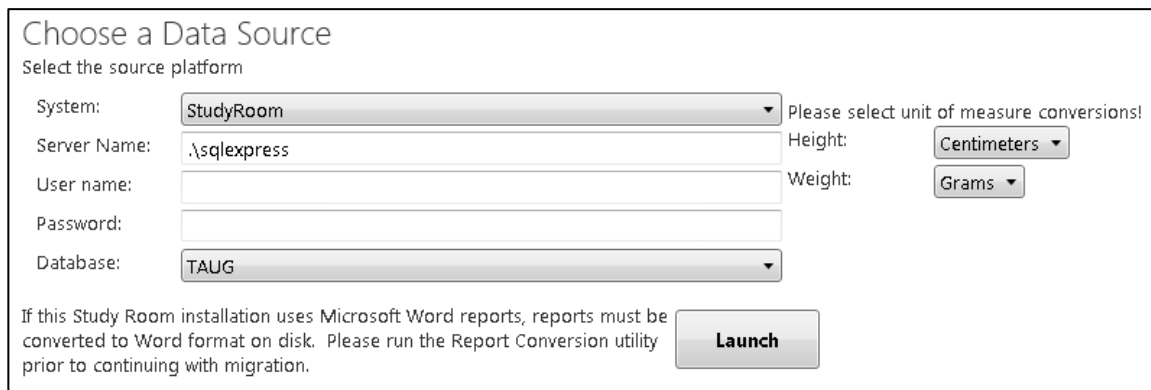 Choose a Data Source
Select the source platform
System:
StudyRoom
Please select unit of measure conversions!
Server Name:
.\sqlexpress
Height:
Centimeters
User name:
Weight:
Grams
Password:
Database:
TAUG
If this Study Room installation uses Microsoft Word reports, reports must be
converted to Word format on disk.  Please run the Report Conversion utility
prior to continuing with migration.
Launch